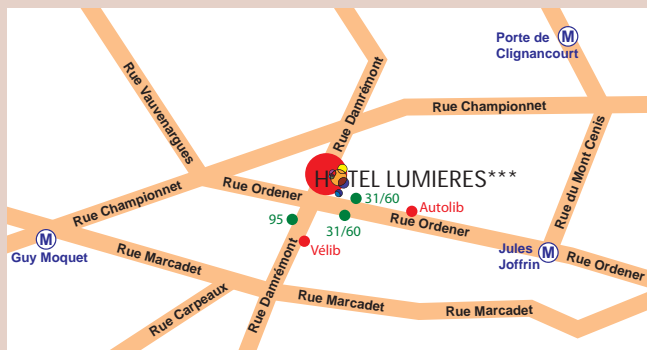 Porte de
Clignancourt
M
Rue Vauvenargues
Rue Damrémont
Rue Championnet
Rue du Mont Cenis
HOTEL LUMIERES***
Rue Ordener
31/60
Autolib
Rue Championnet
95
31/60
Rue Ordener
M
Guy Moquet
Vélib
Jules
Joffrin
M
Rue Marcadet
Rue Ordener
Rue Carpeaux
Rue Damrémont
Rue Marcadet
Rue Marcadet